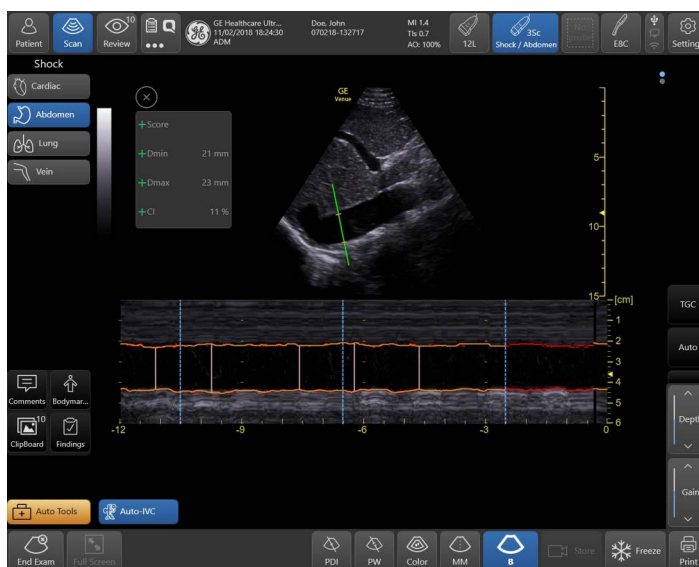 Patient
Scan
10
Review
GE Healthcare Ultr...
11/02/2018 18:24:30
ADM
Doe, John
070218-132717
MI 1.4
TIs 0.7
AO: 100%
12L
3Sc
Shock / Abdomen
No
E8C
Setting
Shock
Cardiac
Abdomen
Lung
Vein
Score
Dmin 21 mm
Dmax 23 mm
CI 11 %
GE
Venue
5-
10-
15-[cm]
1
2
3
4
5
6
-12
-9
-6
-3
0
TGC
Auto
Depth
Gain
Comments
Bodymar...
10
ClipBoard
Findings
Auto Tools
Auto-IVC
End Exam
Full Screen
PDI
PW
Color
MM
B
Store
Freeze
Print